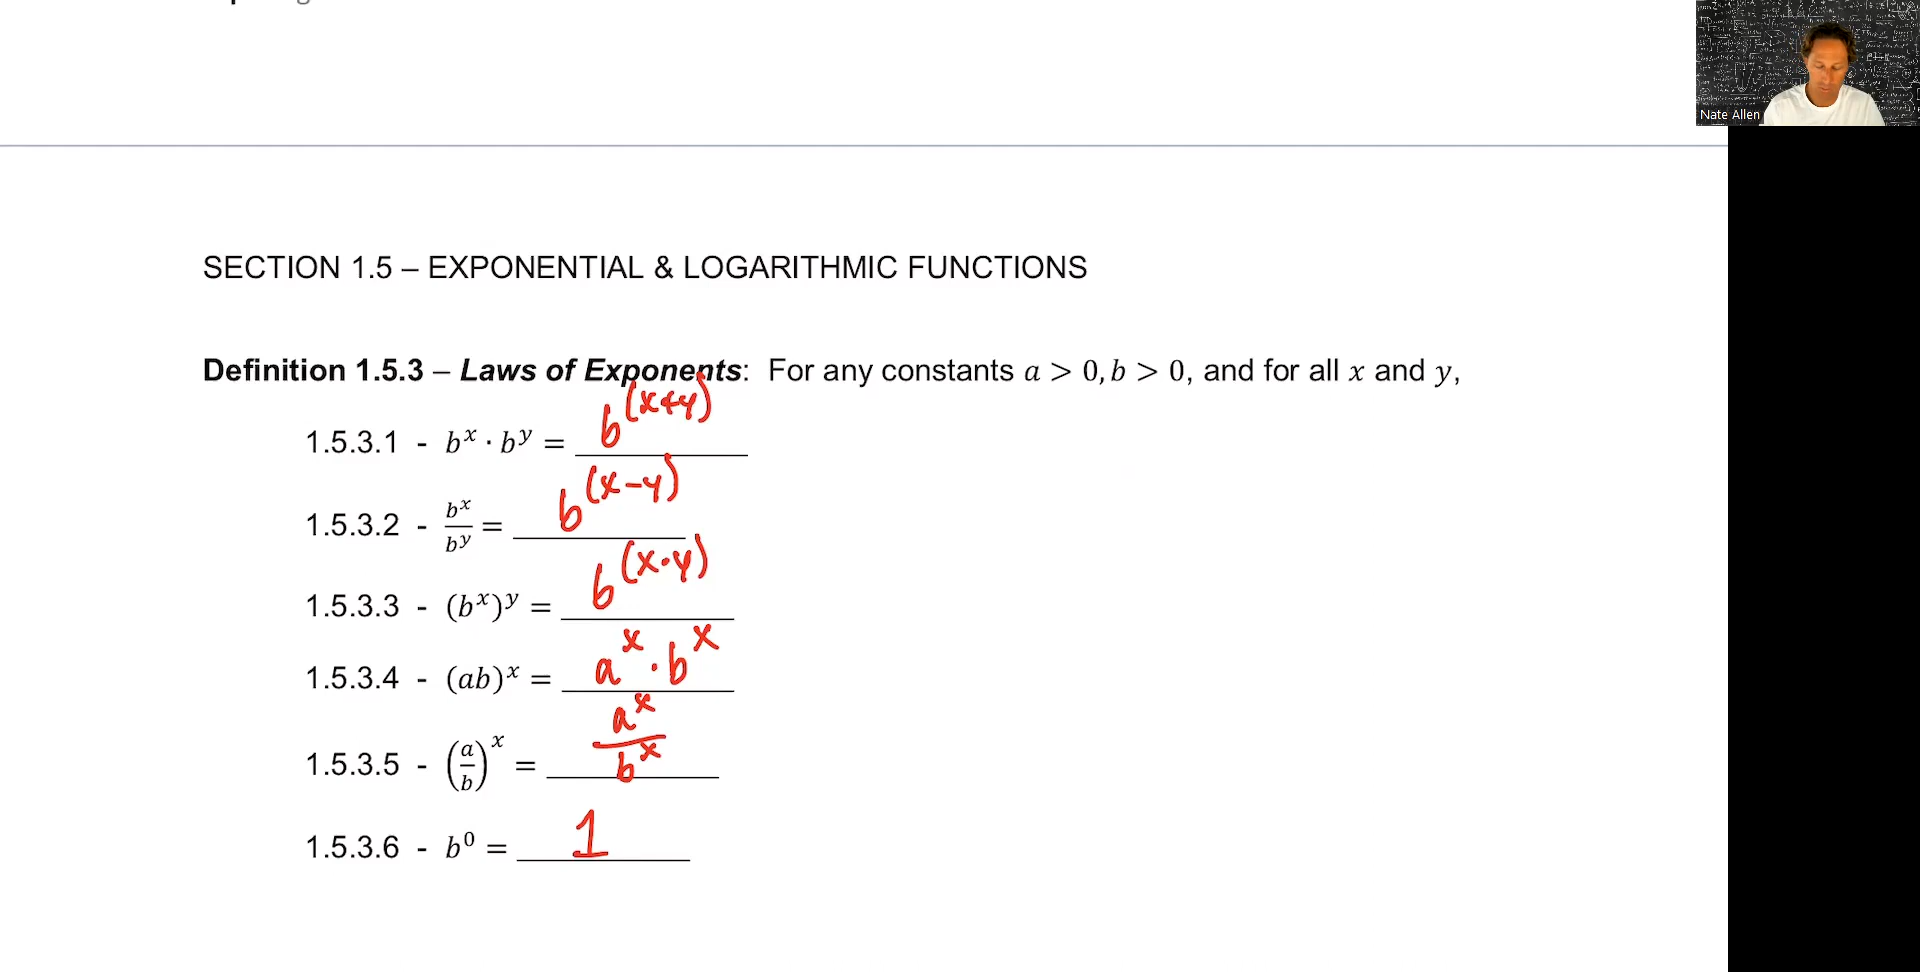 Nate Allen
SECTION 1.5 – EXPONENTIAL & LOGARITHMIC FUNCTIONS
Definition 1.5.3 – Laws of Exponents: For any constants a > 0, b > 0, and for all x and y,
1.5.3.1 - b^x · b^y = b^(x+y)
1.5.3.2 - b^x/b^y = b^(x-y)
1.5.3.3 - (b^x)^y = b^(x·y)
1.5.3.4 - (ab)^x = a^x · b^x
1.5.3.5 - (a/b)^x = a^x/b^x
1.5.3.6 - b^0 = 1